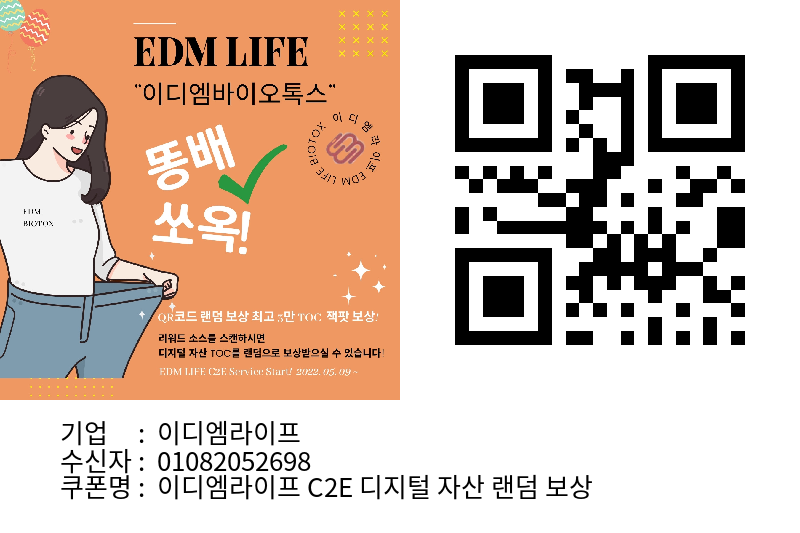 EDM LIFE
"이디엠바이오톡스"
이디엠라이프 EDM LIFE BIOTOX
똥배
쏘옥!
EDM
BIOTOX
QR코드 랜덤 보상 최고 5만 TOC 잭팟 보상!
리워드 소스를 스캔하시면
디지털 자산 TOC를 랜덤으로 보상받으실 수 있습니다!
EDM LIFE C2E Service Start! 2022. 05. 09 ~
기업 : 이디엠라이프
수신자 : 01082052698
쿠폰명 : 이디엠라이프 C2E 디지털 자산 랜덤 보상